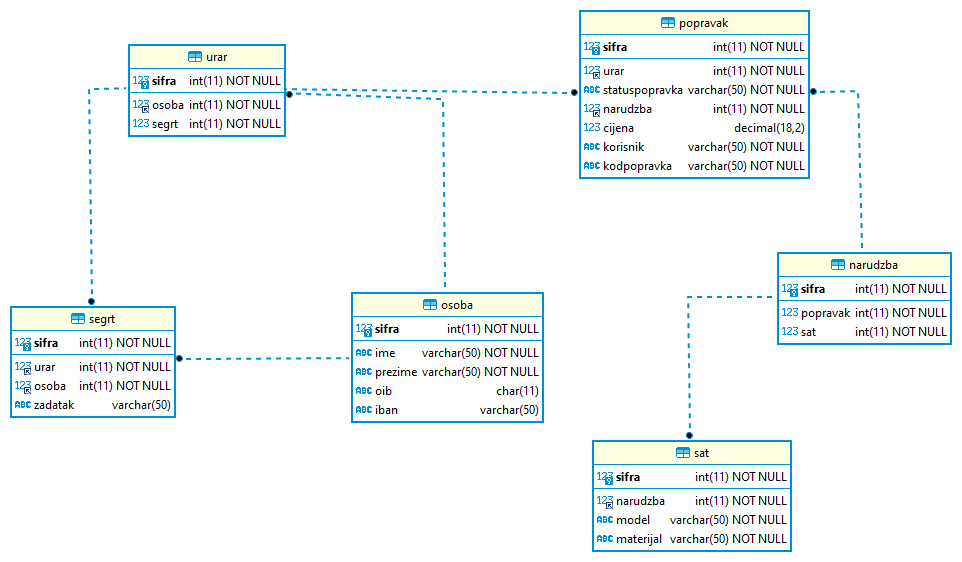 urar
123 sifra int(11) NOT NULL
123 osoba int(11) NOT NULL
123 segrt int(11) NOT NULL
popravak
123 sifra int(11) NOT NULL
123 urar int(11) NOT NULL
ABC statuspopravka varchar(50) NOT NULL
123 narudzba int(11) NOT NULL
123 cijena decimal(18,2)
ABC korisnik varchar(50) NOT NULL
ABC kodpopravka varchar(50) NOT NULL
narudzba
123 sifra int(11) NOT NULL
123 popravak int(11) NOT NULL
123 sat int(11) NOT NULL
segrt
123 sifra int(11) NOT NULL
123 urar int(11) NOT NULL
123 osoba int(11) NOT NULL
ABC zadatak varchar(50)
osoba
123 sifra int(11) NOT NULL
ABC ime varchar(50) NOT NULL
ABC prezime varchar(50) NOT NULL
ABC oib char(11)
ABC iban varchar(50)
sat
123 sifra int(11) NOT NULL
123 narudzba int(11) NOT NULL
ABC model varchar(50) NOT NULL
ABC materijal varchar(50) NOT NULL